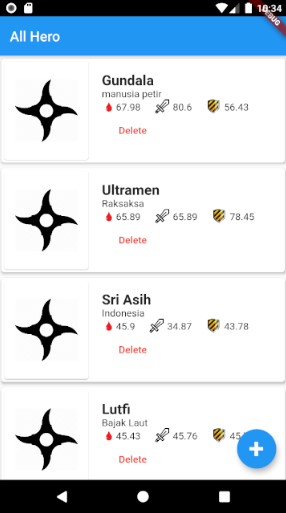 10:34
DEBUG
All Hero
Gundala
manusia petir
67.98 80.6 56.43
Delete
Ultramen
Raksaksa
65.89 65.89 78.45
Delete
Sri Asih
Indonesia
45.9 34.87 43.78
Delete
Lutfi
Bajak Laut
45.43 45.76
Delete